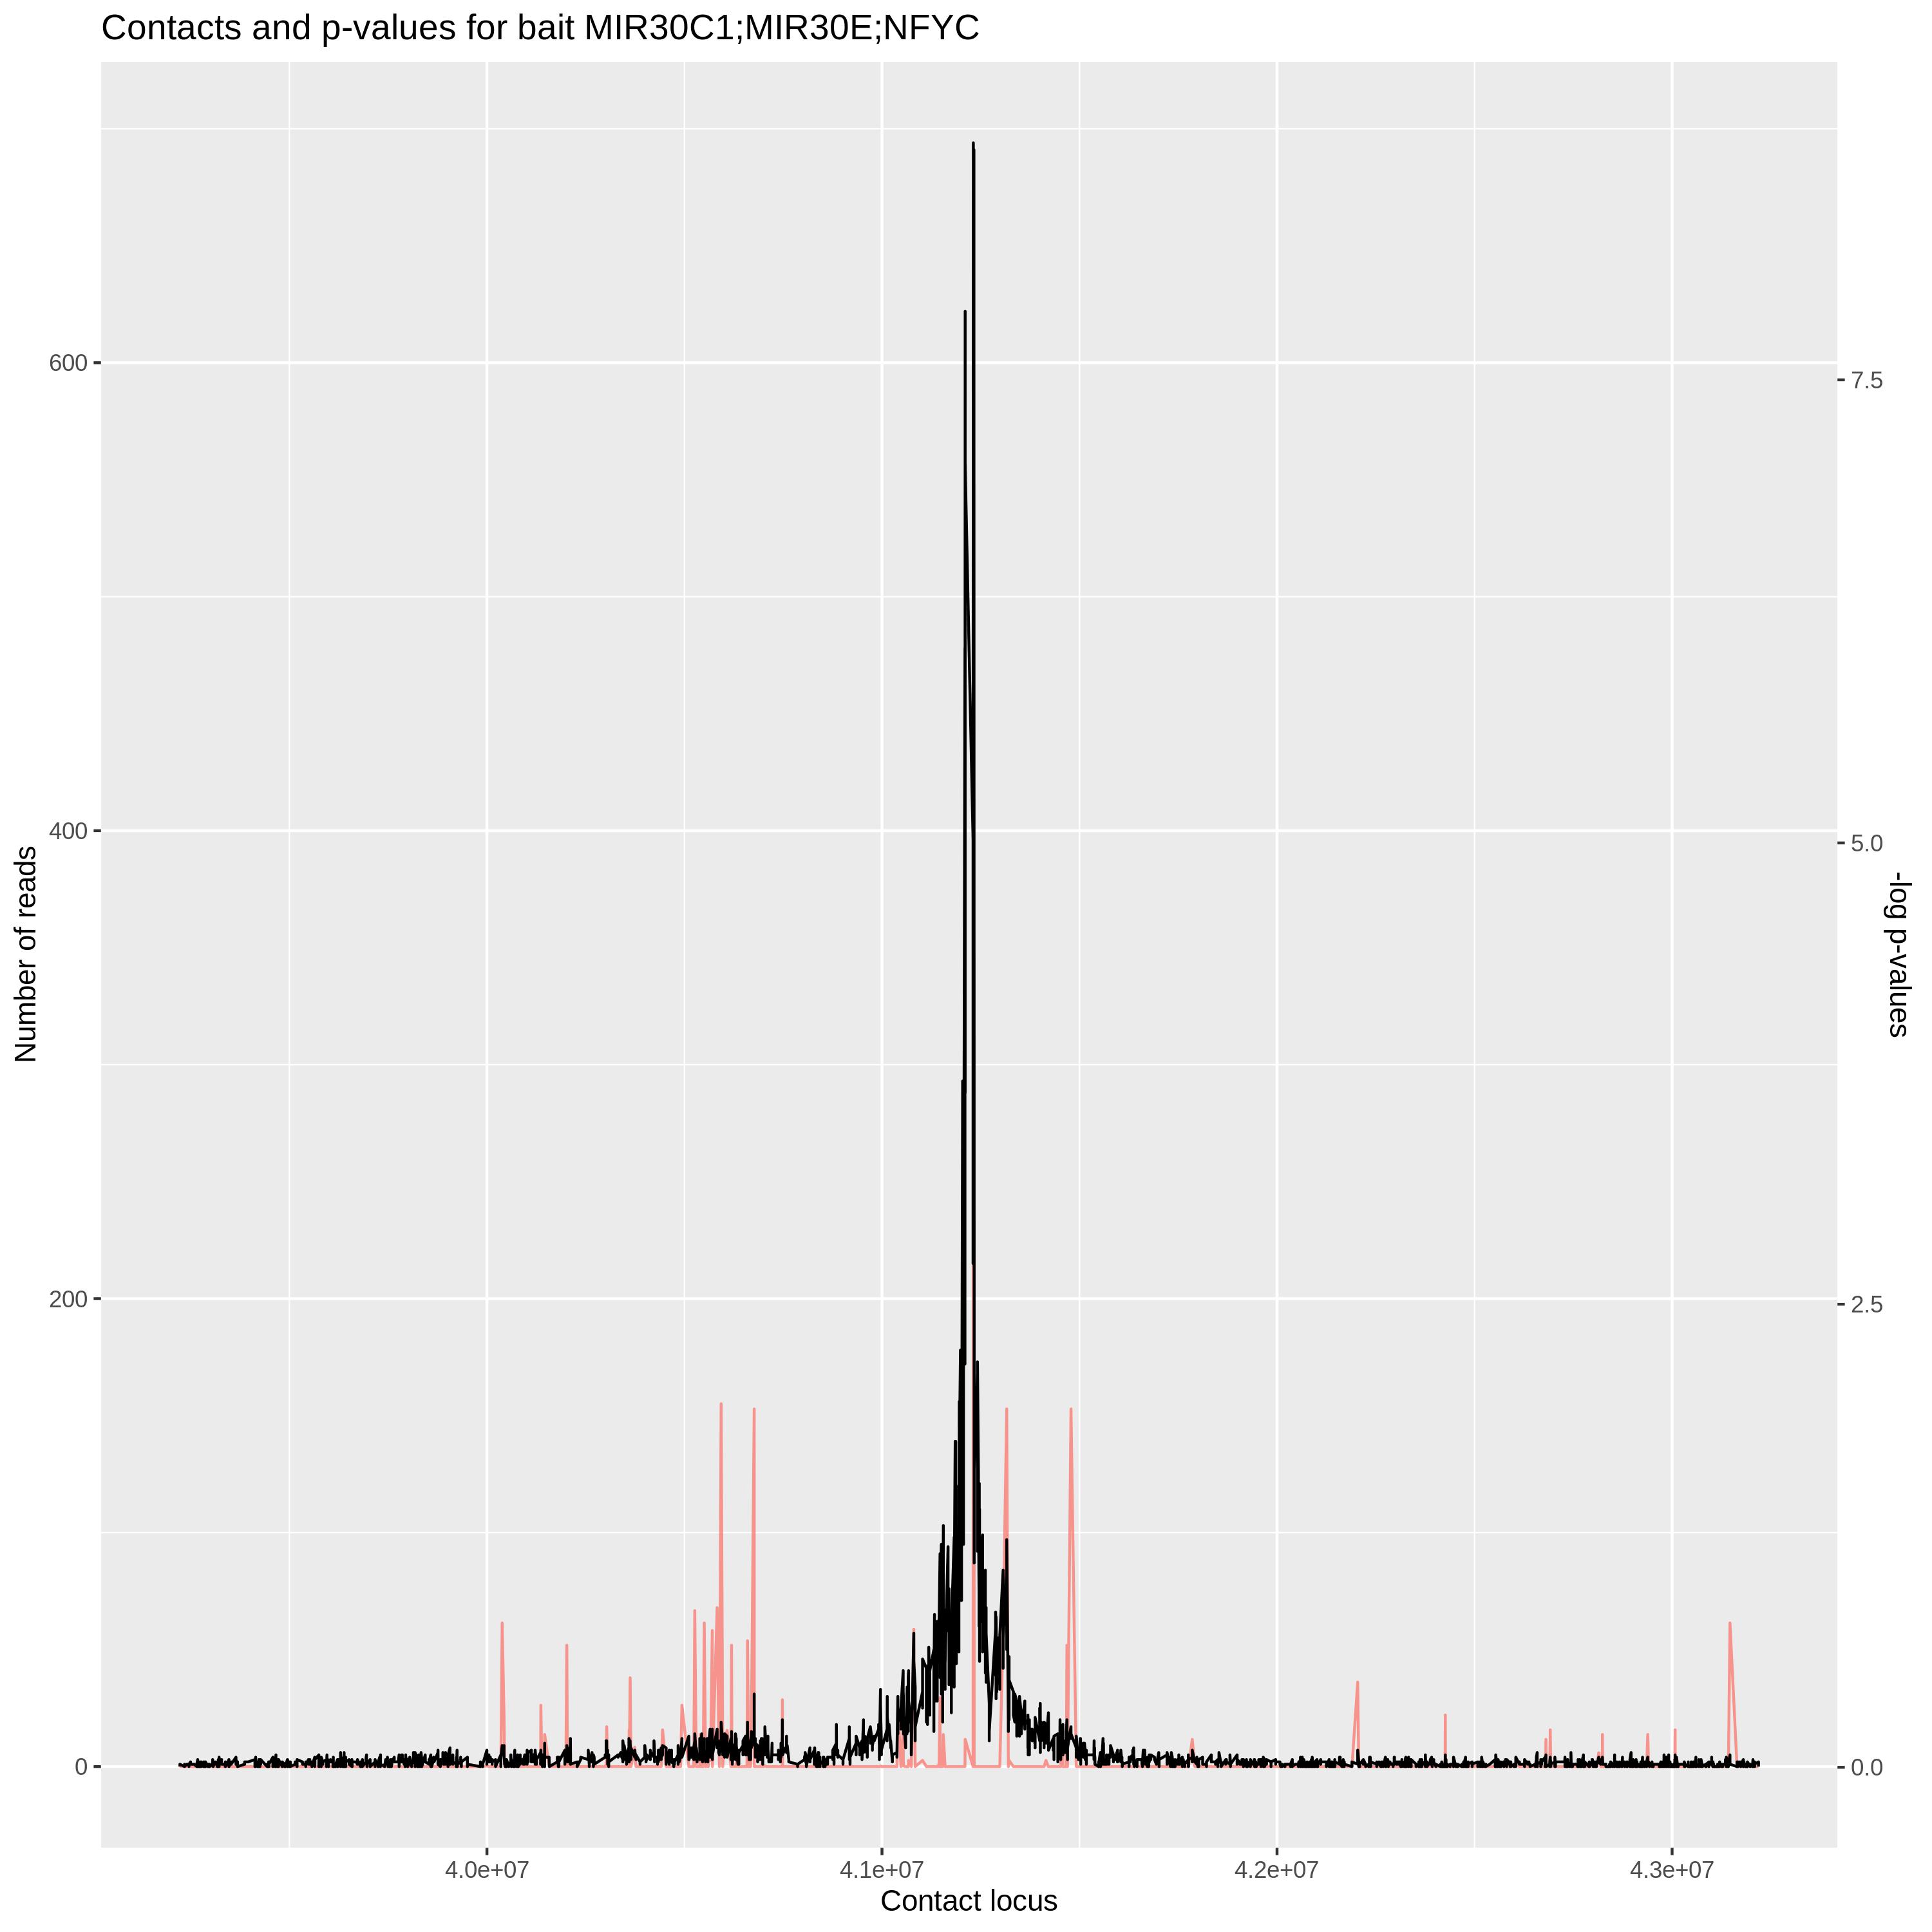 Contacts and p-values for bait MIR30C1;MIR30E;NFYC
600
400
200
0
Number of reads
7.5
5.0
2.5
0.0
-log p-values
4.0e+07 4.1e+07 4.2e+07 4.3e+07
Contact locus